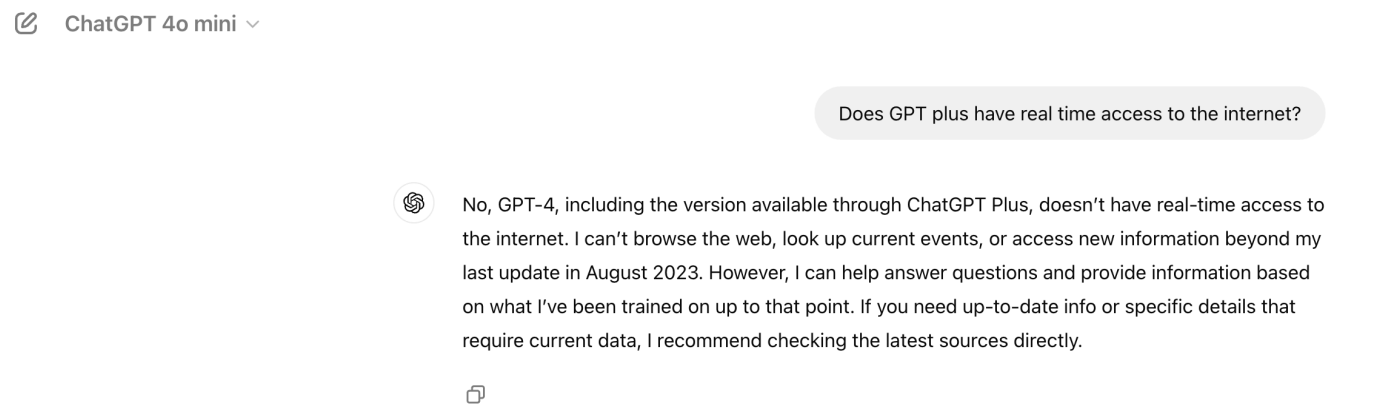 ChatGPT 4o mini
Does GPT plus have real time access to the internet?
No, GPT-4, including the version available through ChatGPT Plus, doesn’t have real-time access to
the internet. I can’t browse the web, look up current events, or access new information beyond my
last update in August 2023. However, I can help answer questions and provide information based
on what I’ve been trained on up to that point. If you need up-to-date info or specific details that
require current data, I recommend checking the latest sources directly.